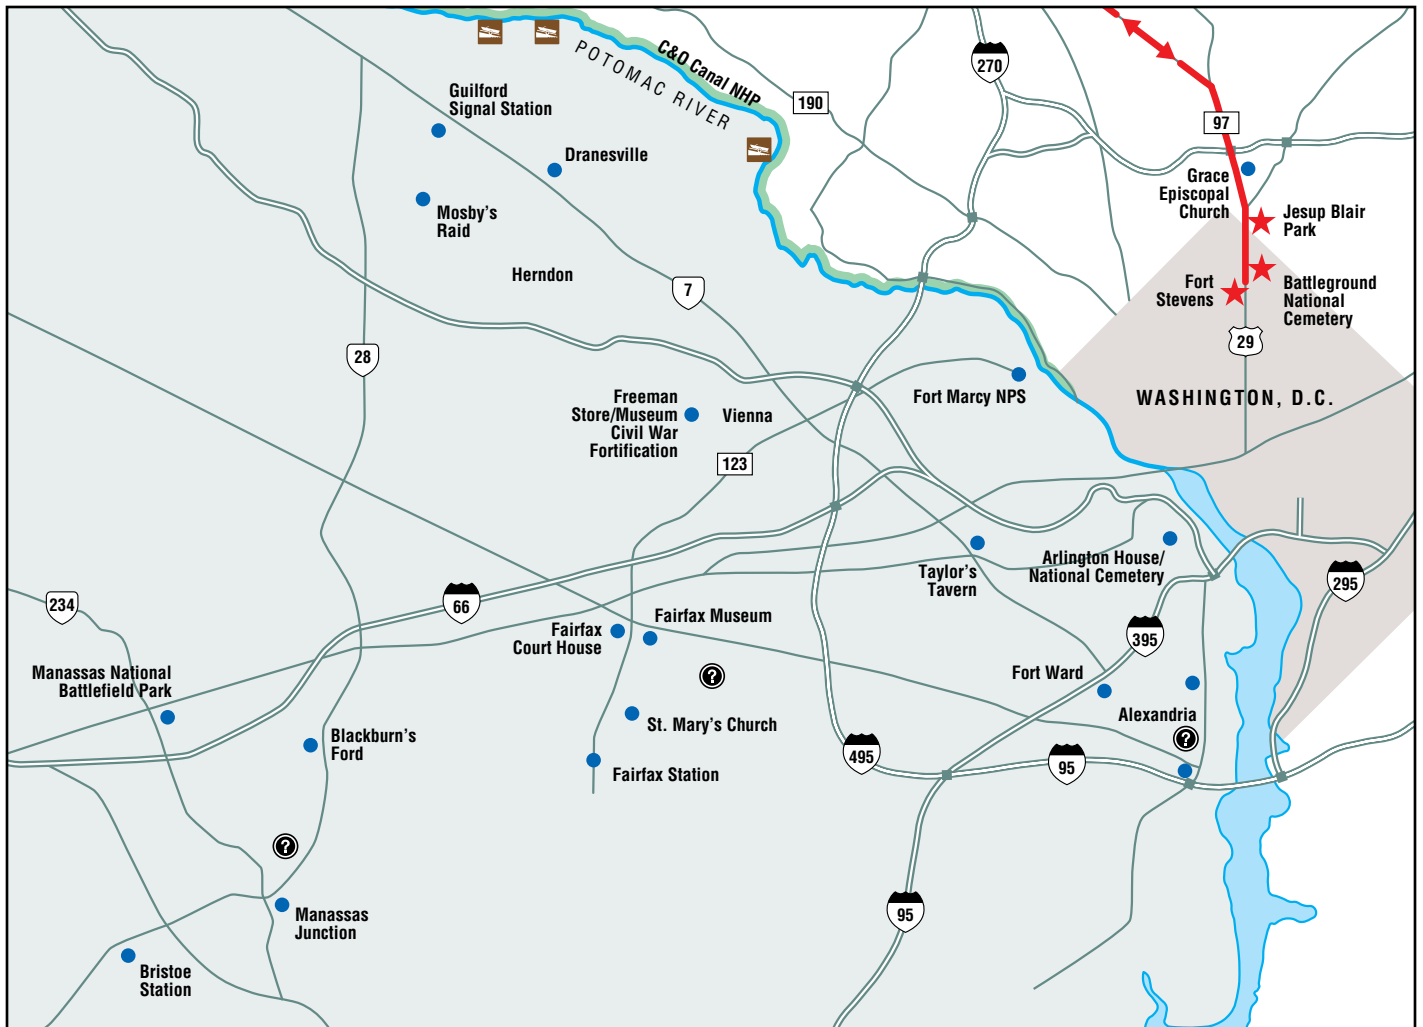 C&O Canal NHP
POTOMAC RIVER
270
190
97
Guilford
Signal Station
Dranesville
Mosby's
Raid
Herndon
7
Grace
Episcopal
Church
Jesup Blair
Park
Fort
Stevens
Battleground
National
Cemetery
29
28
WASHINGTON, D.C.
Fort Marcy NPS
Freeman
Store/Museum
Civil War
Fortification
Vienna
123
Taylor's
Tavern
Arlington House/
National Cemetery
295
234
66
395
Fairfax
Court House
Fairfax Museum
?
Manassas National
Battlefield Park
Fort Ward
Alexandria
?
St. Mary's Church
Blackburn's
Ford
Fairfax Station
495
95
?
95
Manassas
Junction
Bristoe
Station